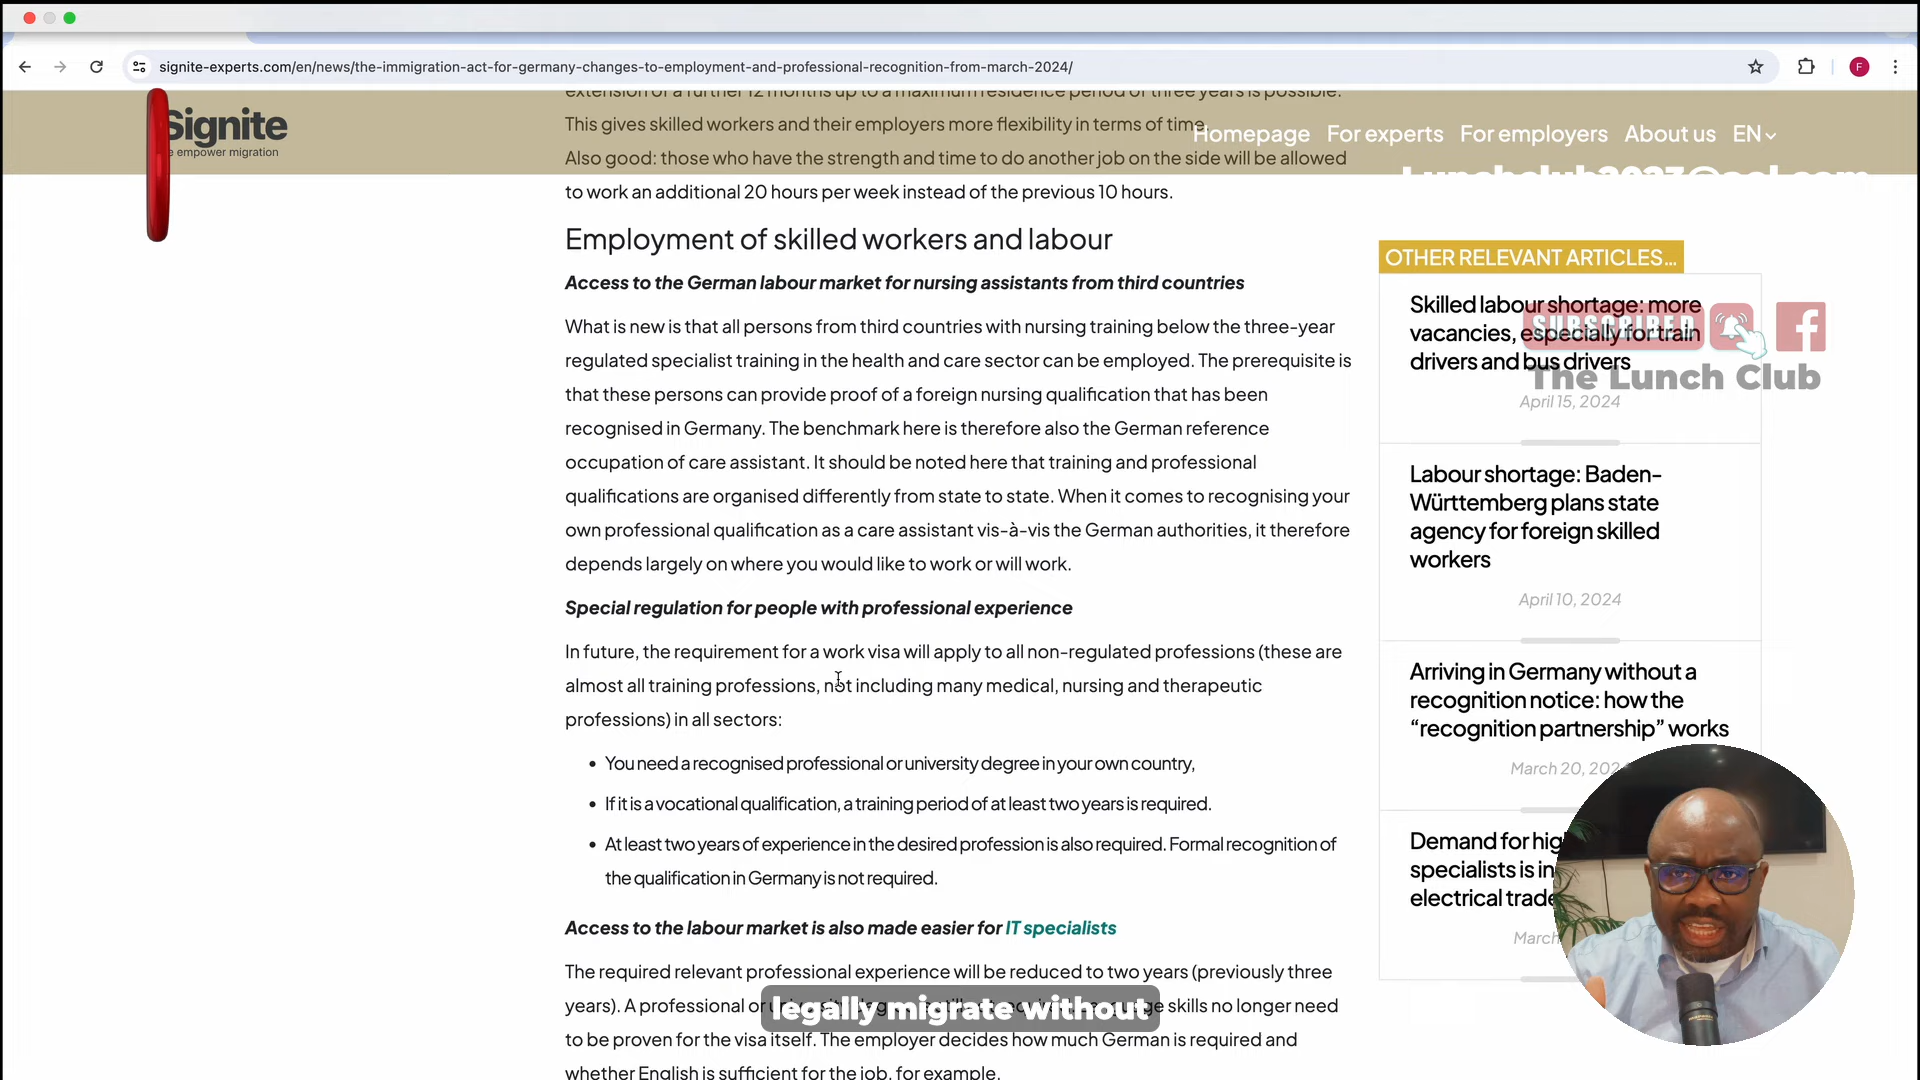 signite-experts.com/en/news/the-immigration-act-for-germany-changes-to-employment-and-professional-recognition-from-march-2024/
F
Signite
e empower migration
Homepage
For experts
For employers
About us
EN
Lunchclub2023@aol.com
extension of a further 12 months up to a maximum residence period of three years is possible.
This gives skilled workers and their employers more flexibility in terms of time.
Also good: those who have the strength and time to do another job on the side will be allowed
to work an additional 20 hours per week instead of the previous 10 hours.
Employment of skilled workers and labour
Access to the German labour market for nursing assistants from third countries
What is new is that all persons from third countries with nursing training below the three-year
regulated specialist training in the health and care sector can be employed. The prerequisite is
that these persons can provide proof of a foreign nursing qualification that has been
recognised in Germany. The benchmark here is therefore also the German reference
occupation of care assistant. It should be noted here that training and professional
qualifications are organised differently from state to state. When it comes to recognising your
own professional qualification as a care assistant vis-à-vis the German authorities, it therefore
depends largely on where you would like to work or will work.
Special regulation for people with professional experience
In future, the requirement for a work visa will apply to all non-regulated professions (these are
almost all training professions, not including many medical, nursing and therapeutic
professions) in all sectors:
• You need a recognised professional or university degree in your own country,
• If it is a vocational qualification, a training period of at least two years is required.
• At least two years of experience in the desired profession is also required. Formal recognition of
the qualification in Germany is not required.
Access to the labour market is also made easier for IT specialists
The required relevant professional experience will be reduced to two years (previously three
years). A professional or skills no longer need
legally migrate without
to be proven for the visa itself. The employer decides how much German is required and
whether English is sufficient for the job, for example.
OTHER RELEVANT ARTICLES...
Skilled labour shortage: more
vacancies, especially for train
drivers and bus drivers
April 15, 2024
SUBSCRIBED
The Lunch Club
Labour shortage: Baden-
Württemberg plans state
agency for foreign skilled
workers
April 10, 2024
Arriving in Germany without a
recognition notice: how the
“recognition partnership” works
March 20, 202
Demand for hig
specialists is in
electrical trade
March